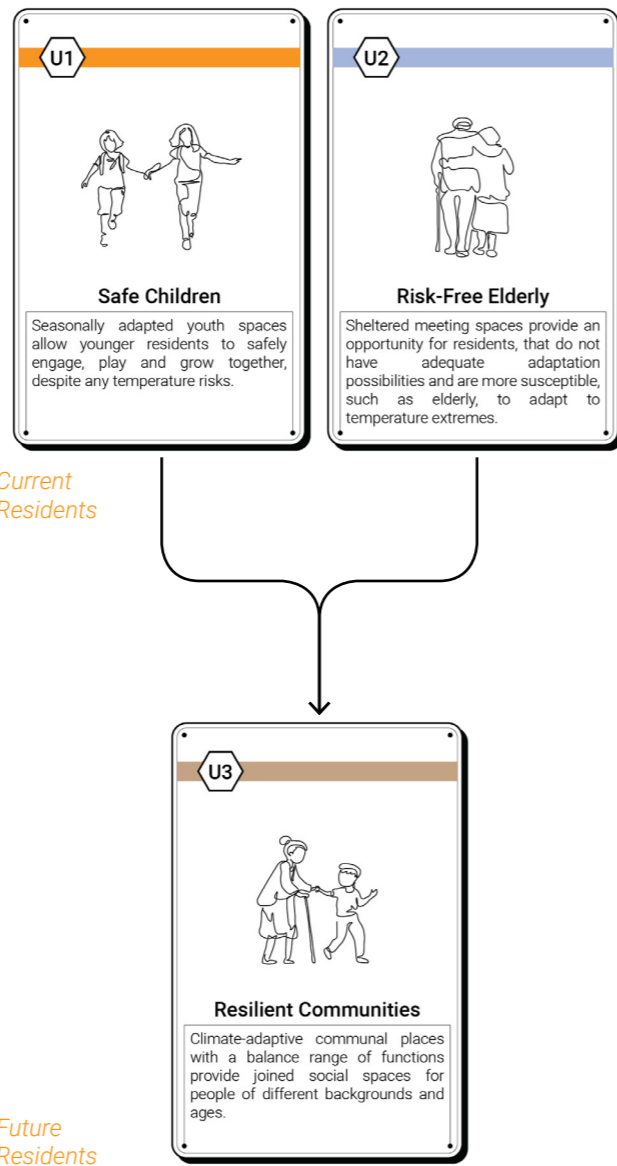 U1
Safe Children
Seasonally adapted youth spaces
allow younger residents to safely
engage, play and grow together,
despite any temperature risks.
U2
Risk-Free Elderly
Sheltered meeting spaces provide an
opportunity for residents, that do not
have adequate adaptation
possibilities and are more susceptible,
such as elderly, to adapt to
temperature extremes.
Current
Residents
U3
Resilient Communities
Climate-adaptive communal places
with a balance range of functions
provide joined social spaces for
people of different backgrounds and
ages.
Future
Residents